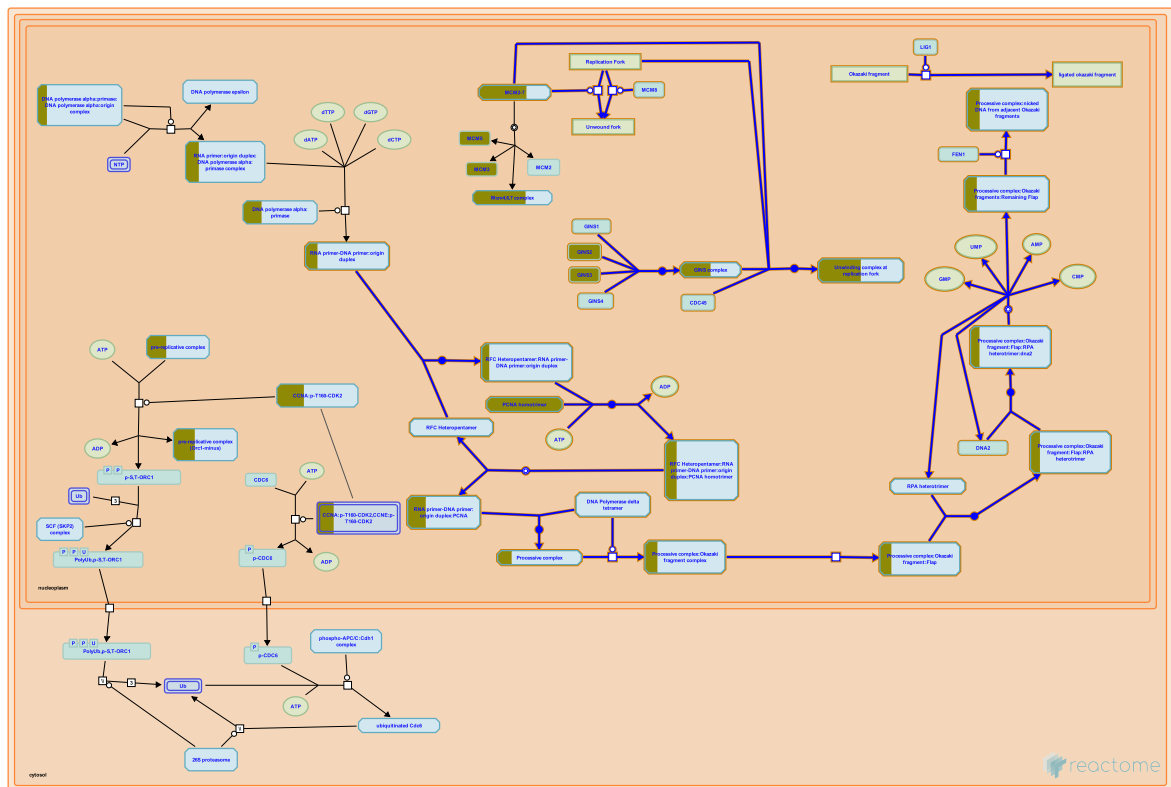 LIG1
Okazaki fragment
ligated okazaki fragment
Replication Fork
MCM2-7
MCM8
Unwound fork
DNA polymerase alpha:primase:
DNA polymerase alpha:origin
complex
DNA polymerase epsilon
NTP
RNA primer:origin duplex:
DNA polymerase alpha:
primase complex
dTTP
dGTP
dATP
dCTP
MCM5
MCM3
MCM2
Mcm4,6,7 complex
Processive complex:nicked
DNA from adjacent Okazaki
fragments
FEN1
Processive complex:Okazaki
fragments:Remaining Flap
DNA polymerase alpha:
primase
RNA primer-DNA primer:origin
duplex
GINS1
GINS2
GINS3
GINS4
GINS complex
CDC45
Unwinding complex at
replication fork
UMP
AMP
GMP
CMP
Processive complex:Okazaki
fragment:Flap:RPA
heterotrimer:dna2
DNA2
Processive complex:Okazaki
fragment:Flap:RPA
heterotrimer
RPA heterotrimer
ATP
pre-replicative complex
CCNA:p-T160-CDK2
ADP
pre-replicative complex
(Orc1-minus)
RFC Heteropentamer:RNA primer-
DNA primer:origin duplex
PCNA homotrimer
ADP
ATP
RFC Heteropentamer
RFC Heteropentamer:RNA
primer-DNA primer:origin
duplex:PCNA homotrimer
P P
p-S,T-ORC1
Ub
3
SCF (SKP2)
complex
P P U
PolyUb,p-S,T-ORC1
CDC6
ATP
CCNA:p-T160-CDK2,CCNE:p-
T160-CDK2
P
p-CDC6
ADP
RNA primer-DNA primer:
origin duplex:PCNA
DNA Polymerase delta
tetramer
Processive complex
Processive complex:Okazaki
fragment complex
Processive complex:Okazaki
fragment:Flap
nucleoplasm
P P U
PolyUb,p-S,T-ORC1
P
p-CDC6
phospho-APC/C:Cdh1
complex
3
Ub
ATP
ubiquitinated Cdc6
26S proteasome
cytosol
reactome